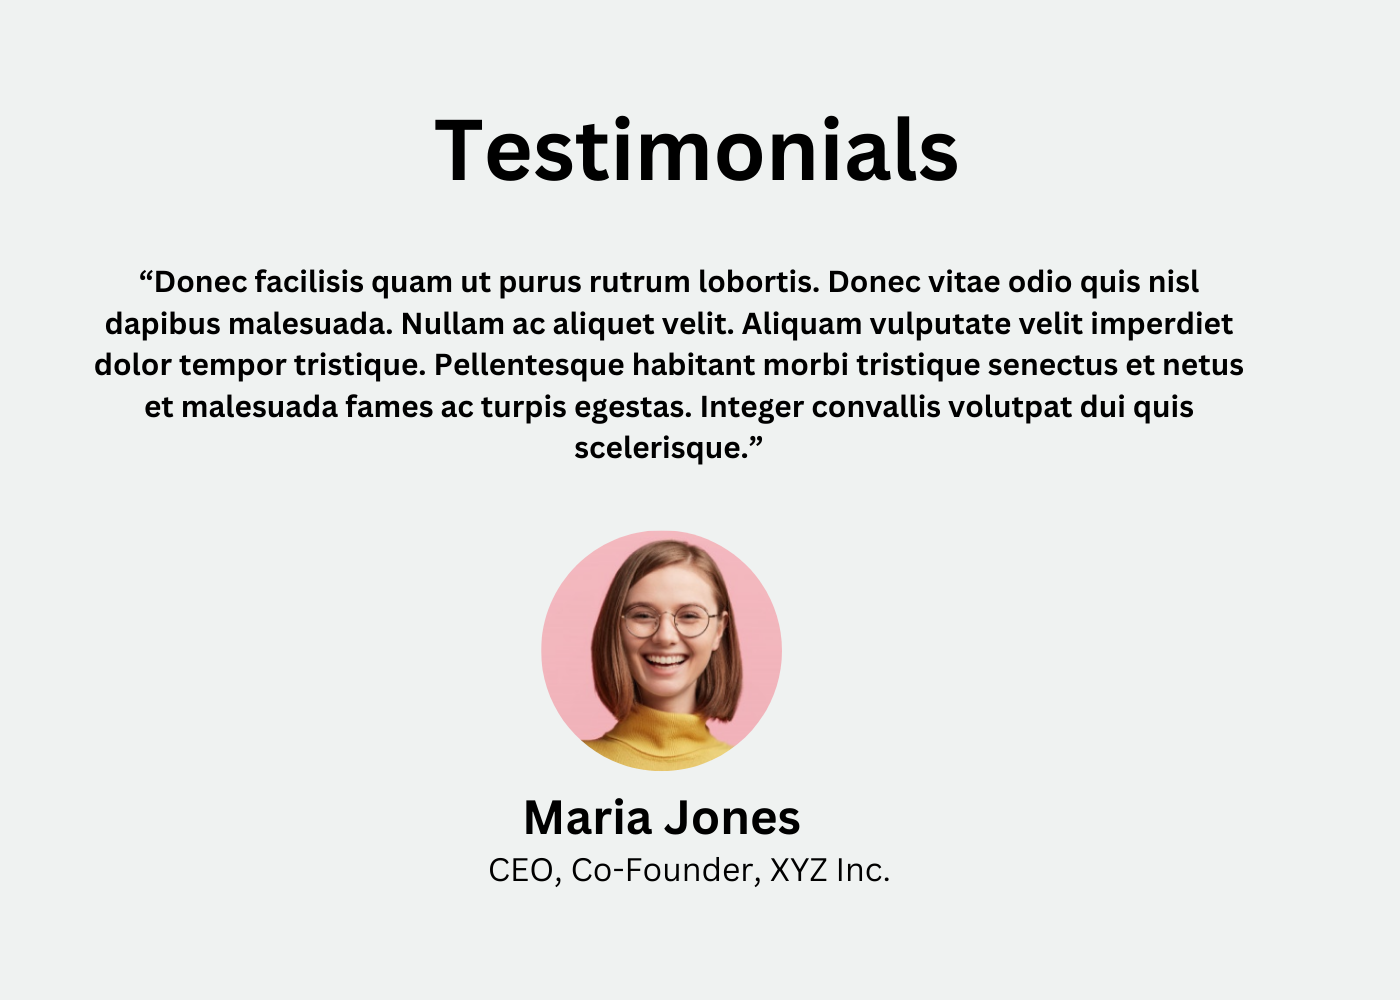 Testimonials
“Donec facilisis quam ut purus rutrum lobortis. Donec vitae odio quis nisl
dapibus malesuada. Nullam ac aliquet velit. Aliquam vulputate velit imperdiet
dolor tempor tristique. Pellentesque habitant morbi tristique senectus et netus
et malesuada fames ac turpis egestas. Integer convallis volutpat dui quis
scelerisque.”
Maria Jones
CEO, Co-Founder, XYZ Inc.